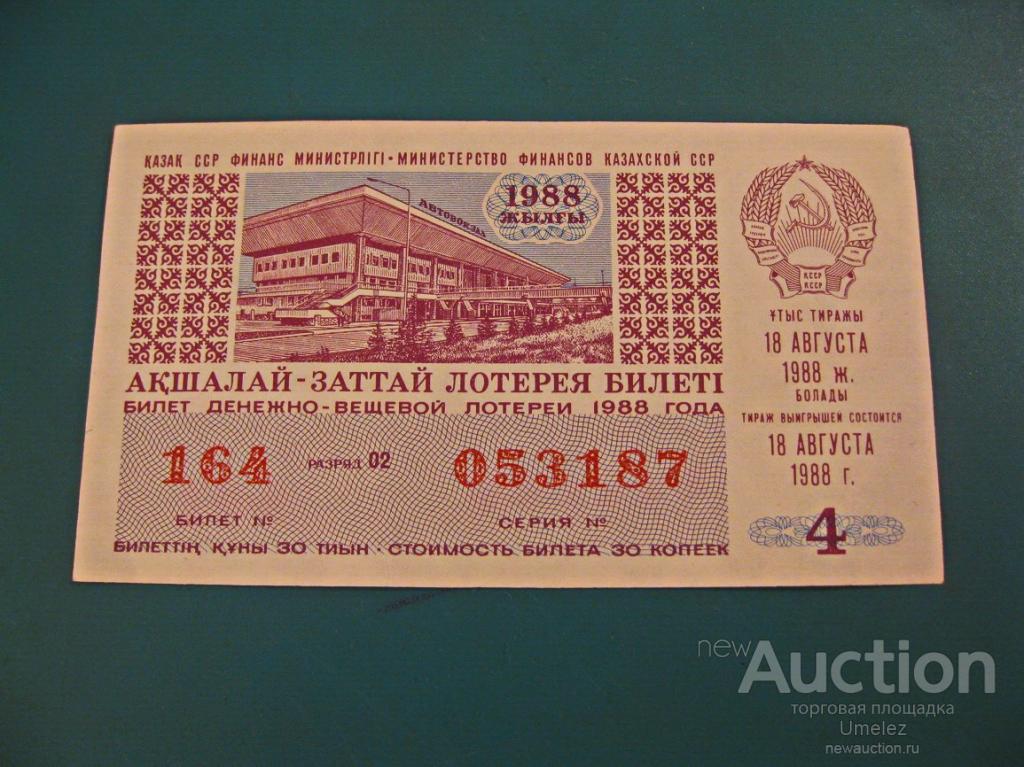 ҚАЗАК ССР ФИНАНС МИНИСТРЛІГІ • МИНИСТЕРСТВО ФИНАНСОВ КАЗАХСКОЙ ССР
АВТОВОКЗАЛ
1988
ЖЫЛҒЫ
АҚШАЛАЙ-ЗАТТАЙ ЛОТЕРЕЯ БИЛЕТІ
БИЛЕТ ДЕНЕЖНО-ВЕЩЕВОЙ ЛОТЕРЕИ 1988 ГОДА
164 РАЗРЯД 02 053187
БИЛЕТ № СЕРИЯ №
БИЛЕТТІҢ ҚҰНЫ 30 ТИЫН • СТОИМОСТЬ БИЛЕТА 30 КОПЕЕК
КССР
КССР
ҰТЫС ТИРАЖЫ
18 АВГУСТА
1988 ж.
БОЛАДЫ
ТИРАЖ ВЫИГРЫШЕЙ СОСТОИТСЯ
18 АВГУСТА
1988 г.
4
newAuction
торговая площадка
Umelez
newauction.ru